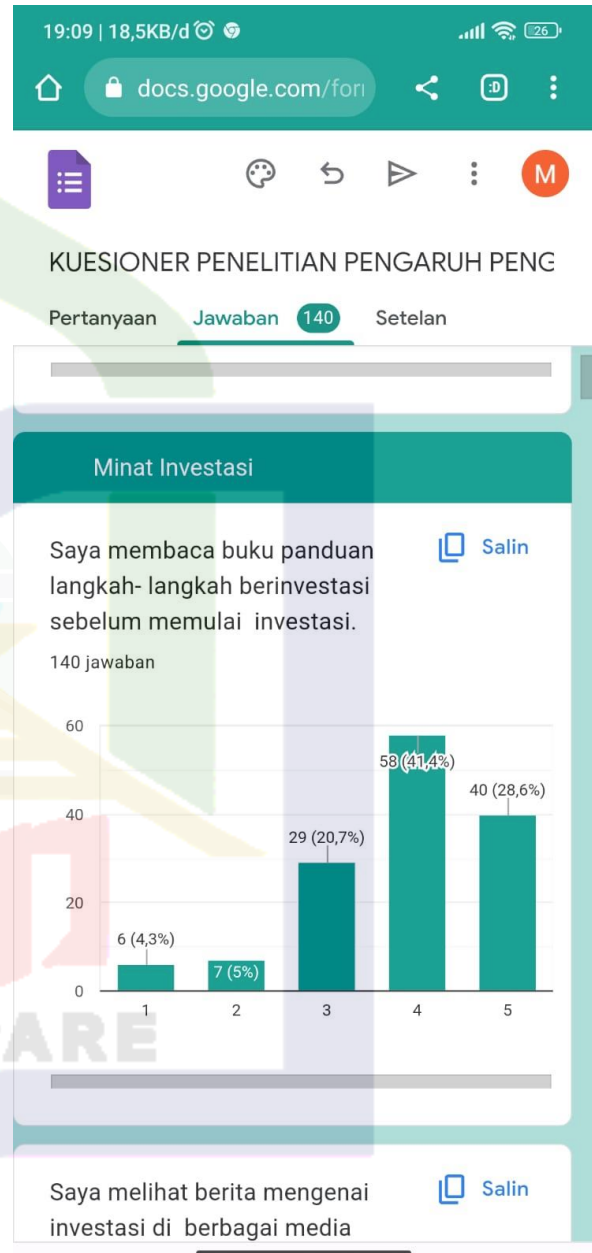 19:09 | 18,5KB/d 26
docs.google.com/for
:D
M
KUESIONER PENELITIAN PENGARUH PENG
Pertanyaan Jawaban 140 Setelan
Minat Investasi
Saya membaca buku panduan
langkah- langkah berinvestasi
sebelum memulai investasi.
Salin
140 jawaban
60
40
20
0
6 (4,3%)
7 (5%)
29 (20,7%)
58 (41,4%)
40 (28,6%)
1 2 3 4 5
ARE
Saya melihat berita mengenai
investasi di berbagai media
Salin